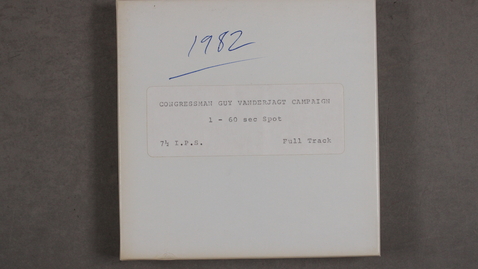 1982
CONGRESSMAN GUY VANDERJAGT CAMPAIGN
1 - 60 sec Spot
7½ I.P.S. Full Track